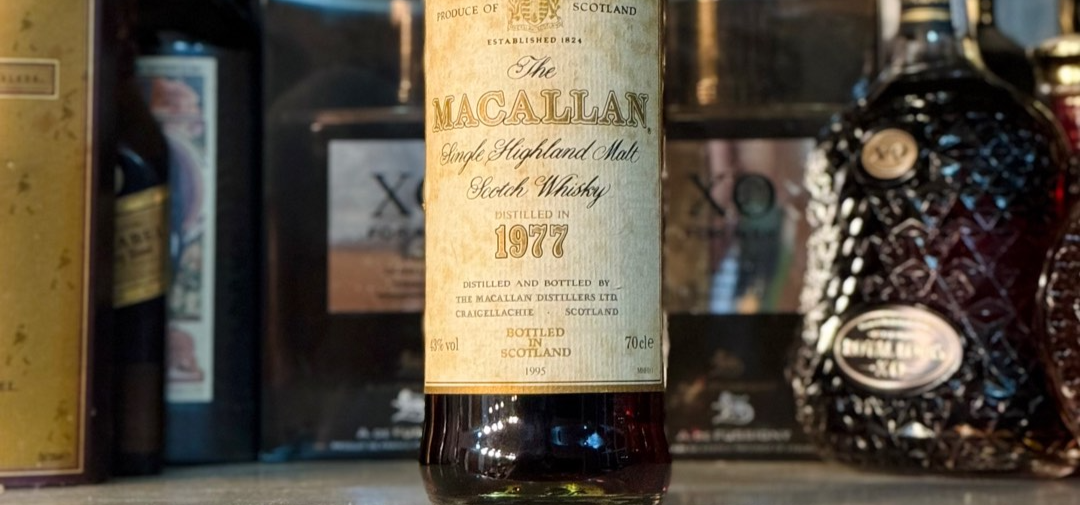 PRODUCE OF SCOTLAND
ESTABLISHED 1824
The
MACALLAN
Single Highland Malt
Scotch Whisky
DISTILLED IN
1977
DISTILLED AND BOTTLED BY
THE MACALLAN DISTILLERS LTD.
CRAIGELLACHIE · SCOTLAND
BOTTLED
IN
SCOTLAND
43% vol 70cle
1995
XO
XO
XO
XO